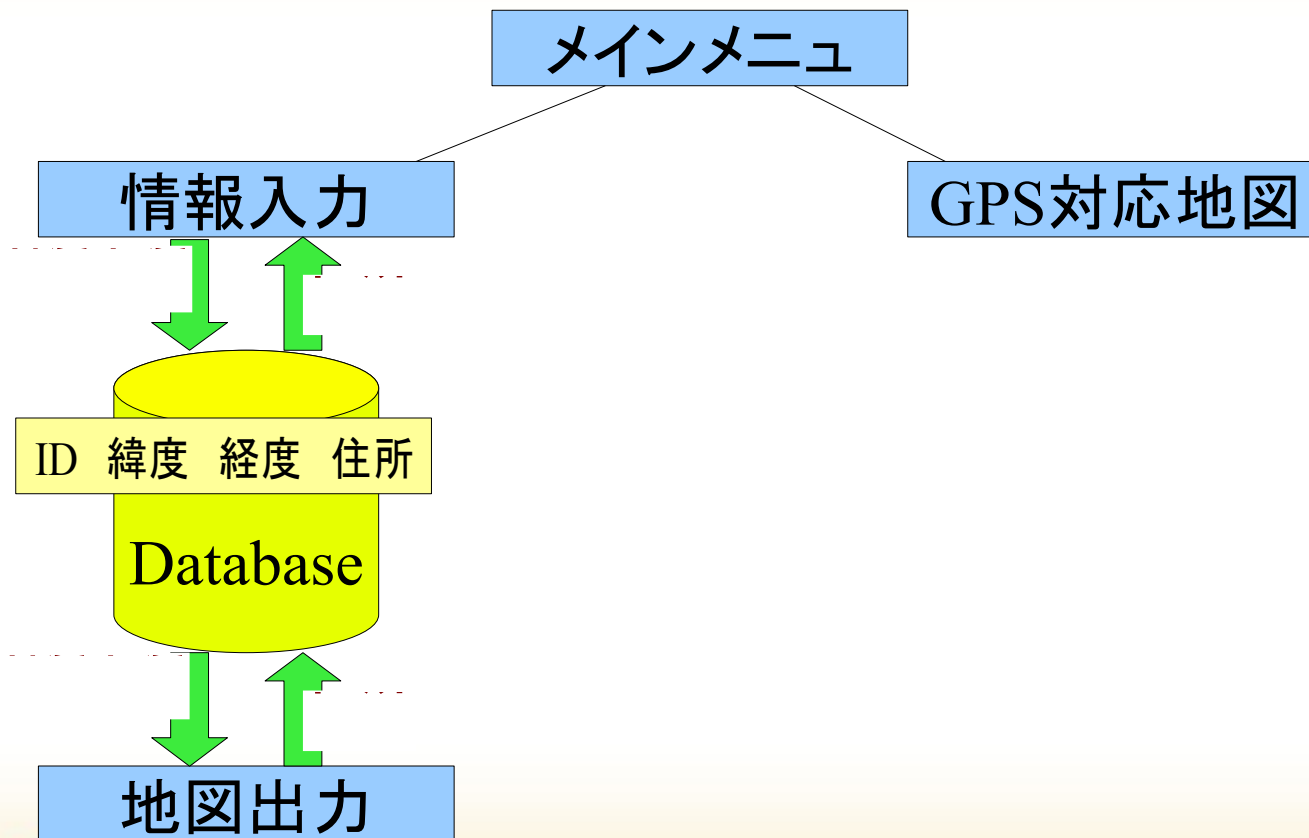 メインメニュ
情報入力
GPS対応地図
ID 緯度 経度 住所
Database
地図出力